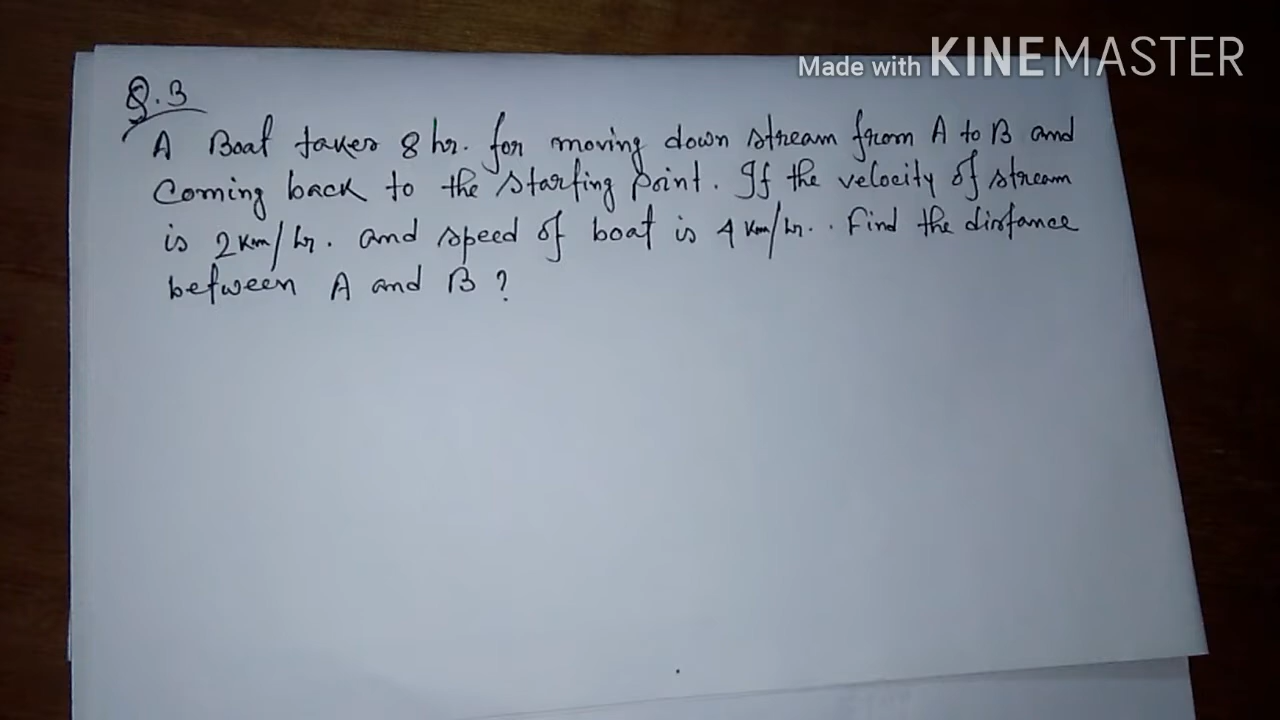 Made with KINEMASTER
Q.3
A Boat takes 8 hr. for moving down stream from A to B and
Coming back to the starting point. If the velocity of stream
is 2 km/hr. and speed of boat is 4 km/hr.. Find the distance
between A and B ?